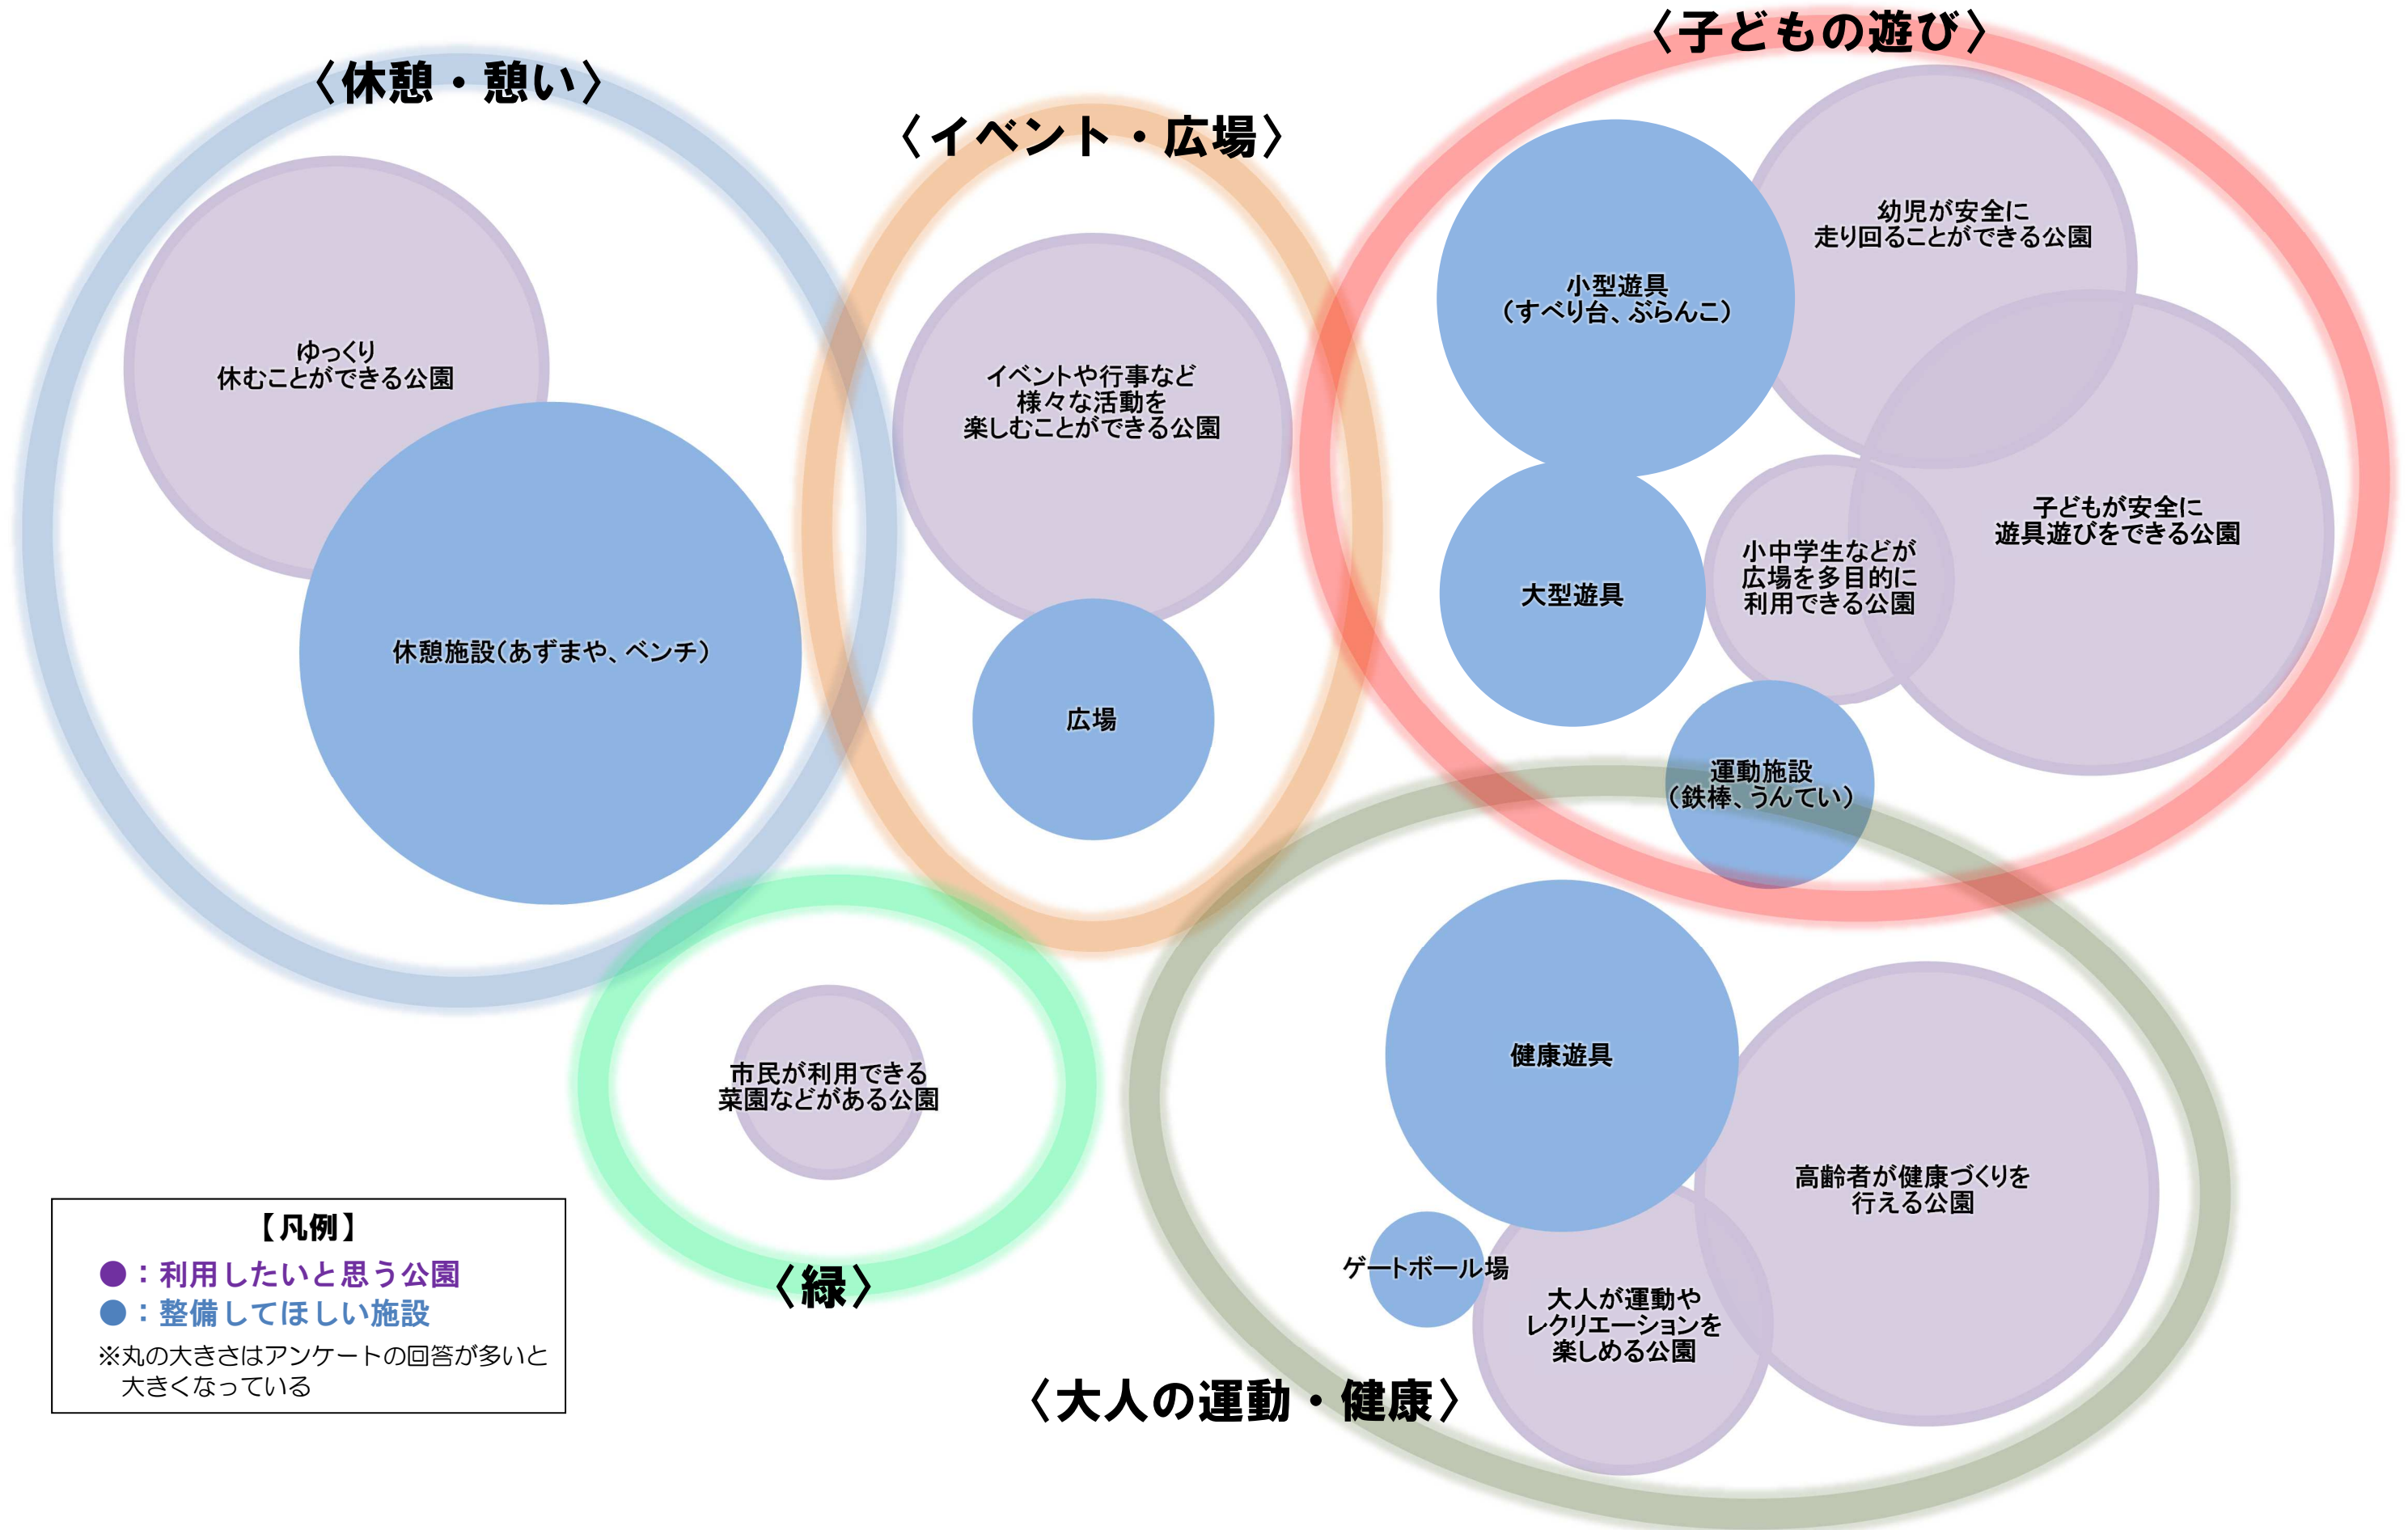 〈休憩・憩い〉
ゆっくり
休むことができる公園
休憩施設（あずまや、ベンチ）
〈イベント・広場〉
イベントや行事など
様々な活動を
楽しむことができる公園
広場
〈子どもの遊び〉
幼児が安全に
走り回ることができる公園
小型遊具
（すべり台、ぶらんこ）
子どもが安全に
遊具遊びをできる公園
小中学生などが
広場を多目的に
利用できる公園
大型遊具
運動施設
（鉄棒、うんてい）
市民が利用できる
菜園などがある公園
〈緑〉
健康遊具
高齢者が健康づくりを
行える公園
ゲートボール場
大人が運動や
レクリエーションを
楽しめる公園
〈大人の運動・健康〉
【凡例】
●：利用したいと思う公園
●：整備してほしい施設
※丸の大きさはアンケートの回答が多いと
大きくなっている